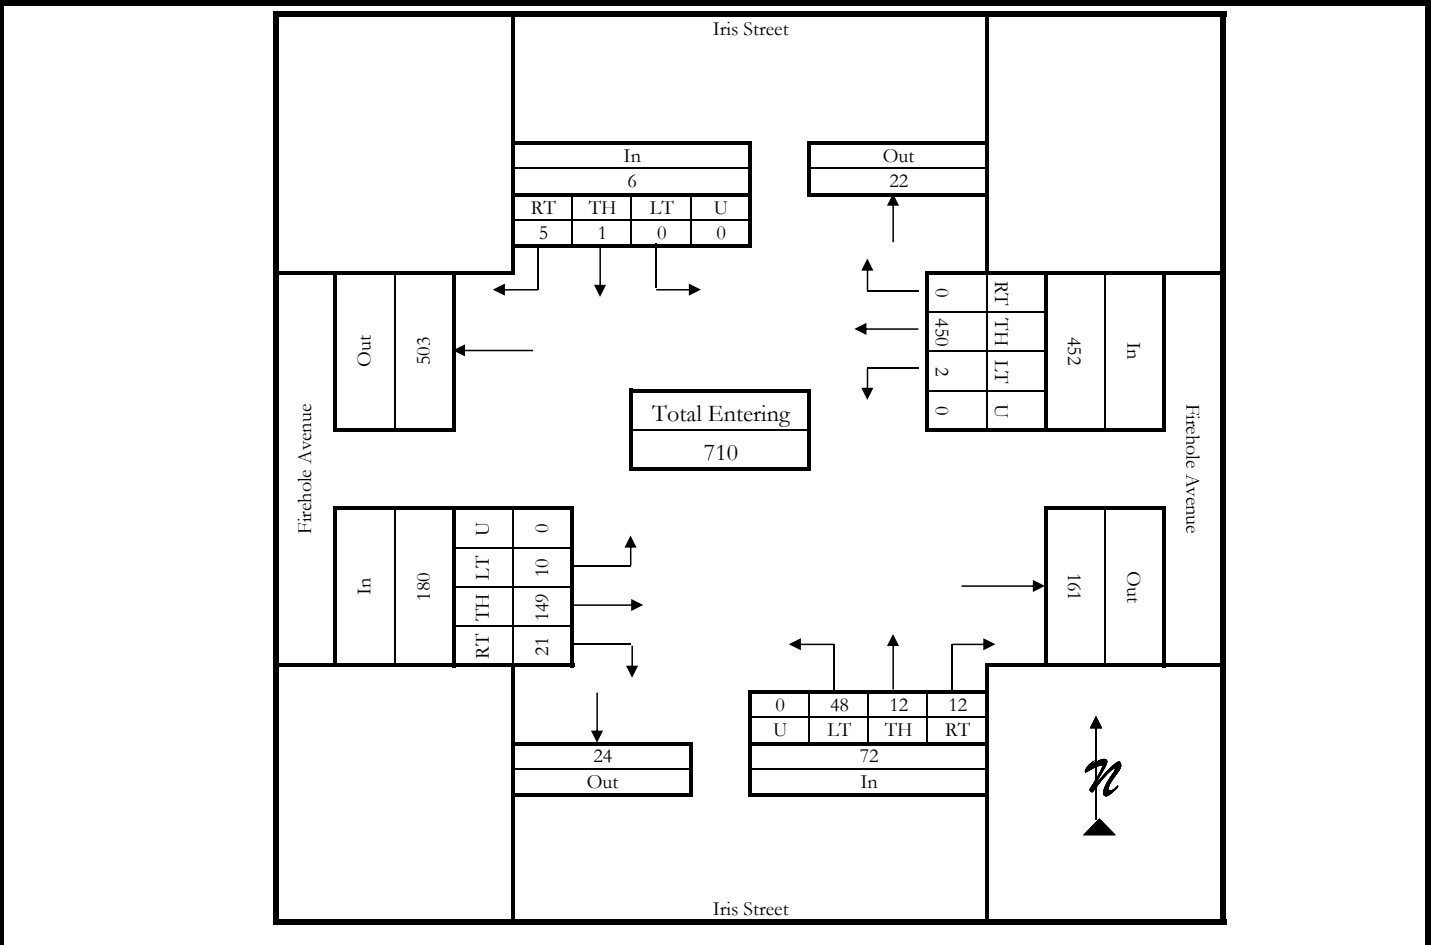 Iris Street
In
6
RT TH LT U
5 1 0 0
Out
22
Firehole Avenue
Out
503
0 RT
450 TH
2 LT
0 U
452
In
Firehole Avenue
Total Entering
710
In
180
U 0
LT 10
TH 149
RT 21
161
Out
0 48 12 12
U LT TH RT
72
In
24
Out
n
Iris Street